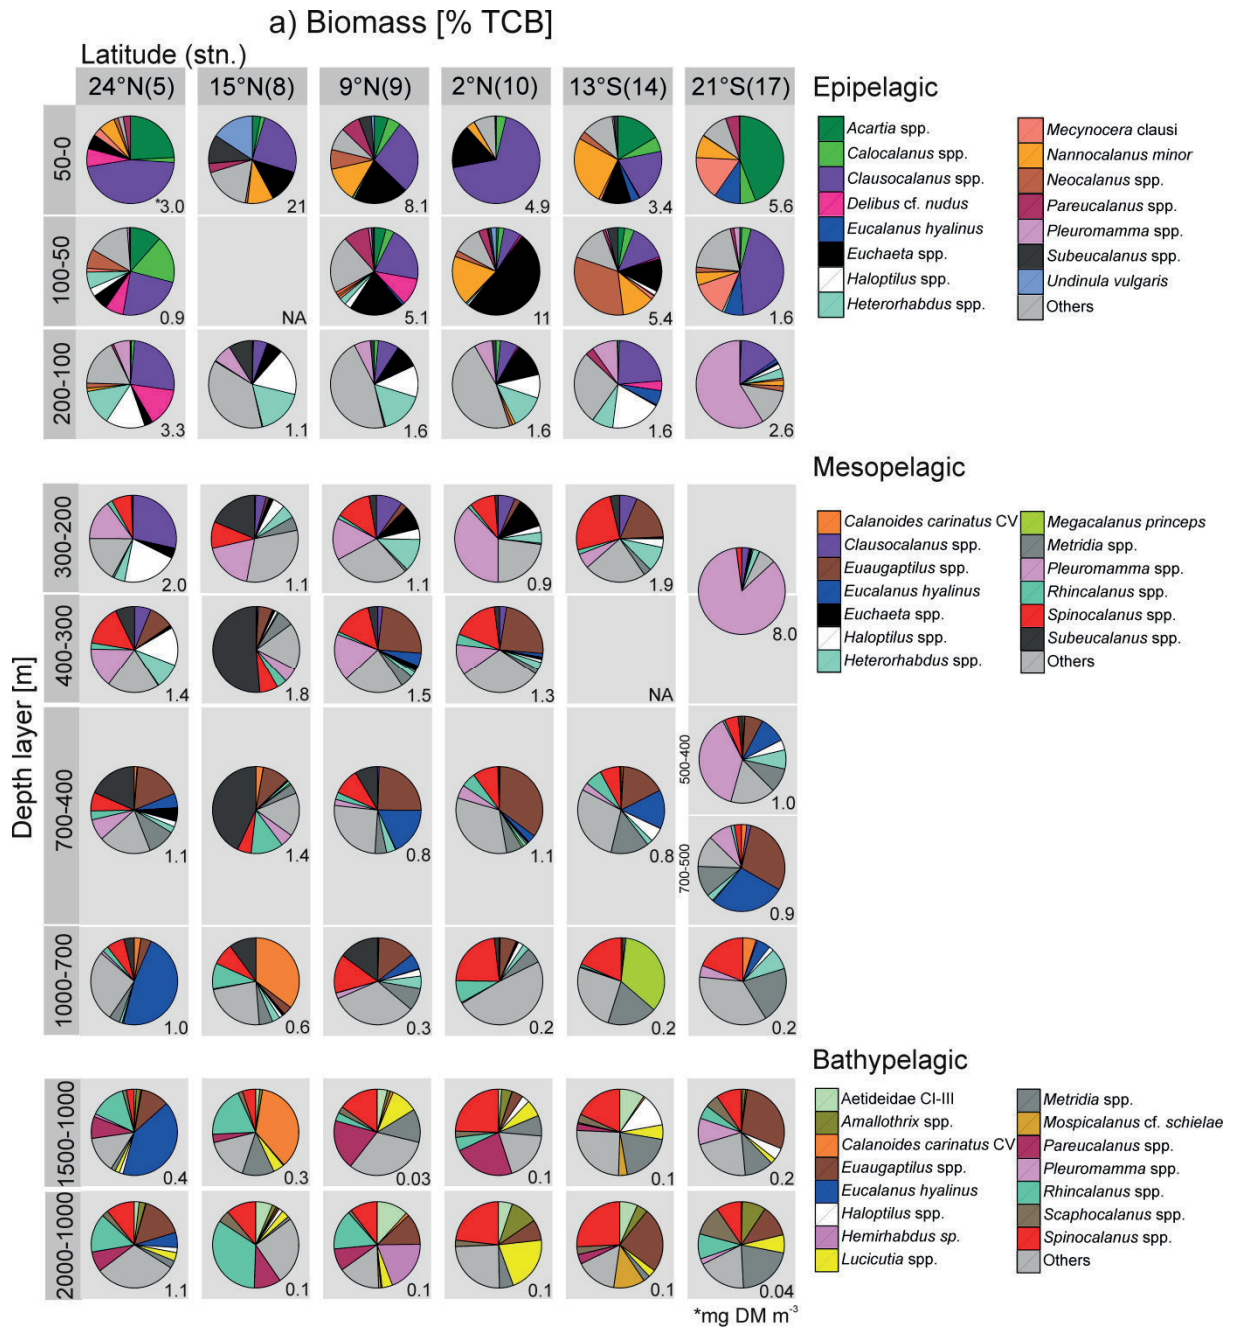 a) Biomass [% TCB]
Latitude (stn.)
24°N(5) 15°N(8) 9°N(9) 2°N(10) 13°S(14) 21°S(17)
Depth layer [m]
50-0
*3.0 21 8.1 4.9 3.4 5.6
100-50
0.9 NA 5.1 11 5.4 1.6
200-100
3.3 1.1 1.6 1.6 1.6 2.6
300-200
2.0 1.1 1.1 0.9 1.9
8.0
400-300
1.4 1.8 1.5 1.3 NA
700-400
1.1 1.4 0.8 1.1 0.8
500-400
1.0
700-500
0.9
1000-700
1.0 0.6 0.3 0.2 0.2 0.2
1500-1000
0.4 0.3 0.03 0.1 0.1 0.2
2000-1000
1.1 0.1 0.1 0.1 0.1 0.04
*mg DM m-3
Epipelagic
Acartia spp.
Calocalanus spp.
Clausocalanus spp.
Delibus cf. nudus
Eucalanus hyalinus
Euchaeta spp.
Haloptilus spp.
Heterorhabdus spp.
Mecynocera clausi
Nannocalanus minor
Neocalanus spp.
Pareucalanus spp.
Pleuromamma spp.
Subeucalanus spp.
Undinula vulgaris
Others
Mesopelagic
Calanoides carinatus CV
Clausocalanus spp.
Euaugaptilus spp.
Eucalanus hyalinus
Euchaeta spp.
Haloptilus spp.
Heterorhabdus spp.
Megacalanus princeps
Metridia spp.
Pleuromamma spp.
Rhincalanus spp.
Spinocalanus spp.
Subeucalanus spp.
Others
Bathypelagic
Aetideidae CI-III
Amallothrix spp.
Calanoides carinatus CV
Euaugaptilus spp.
Eucalanus hyalinus
Haloptilus spp.
Hemirhabdus sp.
Lucicutia spp.
Metridia spp.
Mospicalanus cf. schielae
Pareucalanus spp.
Pleuromamma spp.
Rhincalanus spp.
Scaphocalanus spp.
Spinocalanus spp.
Others